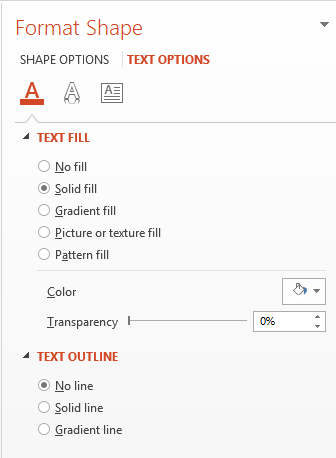 Format Shape
SHAPE OPTIONS TEXT OPTIONS
A A A
TEXT FILL
No fill
Solid fill
Gradient fill
Picture or texture fill
Pattern fill
Color
Transparency 0%
TEXT OUTLINE
No line
Solid line
Gradient line